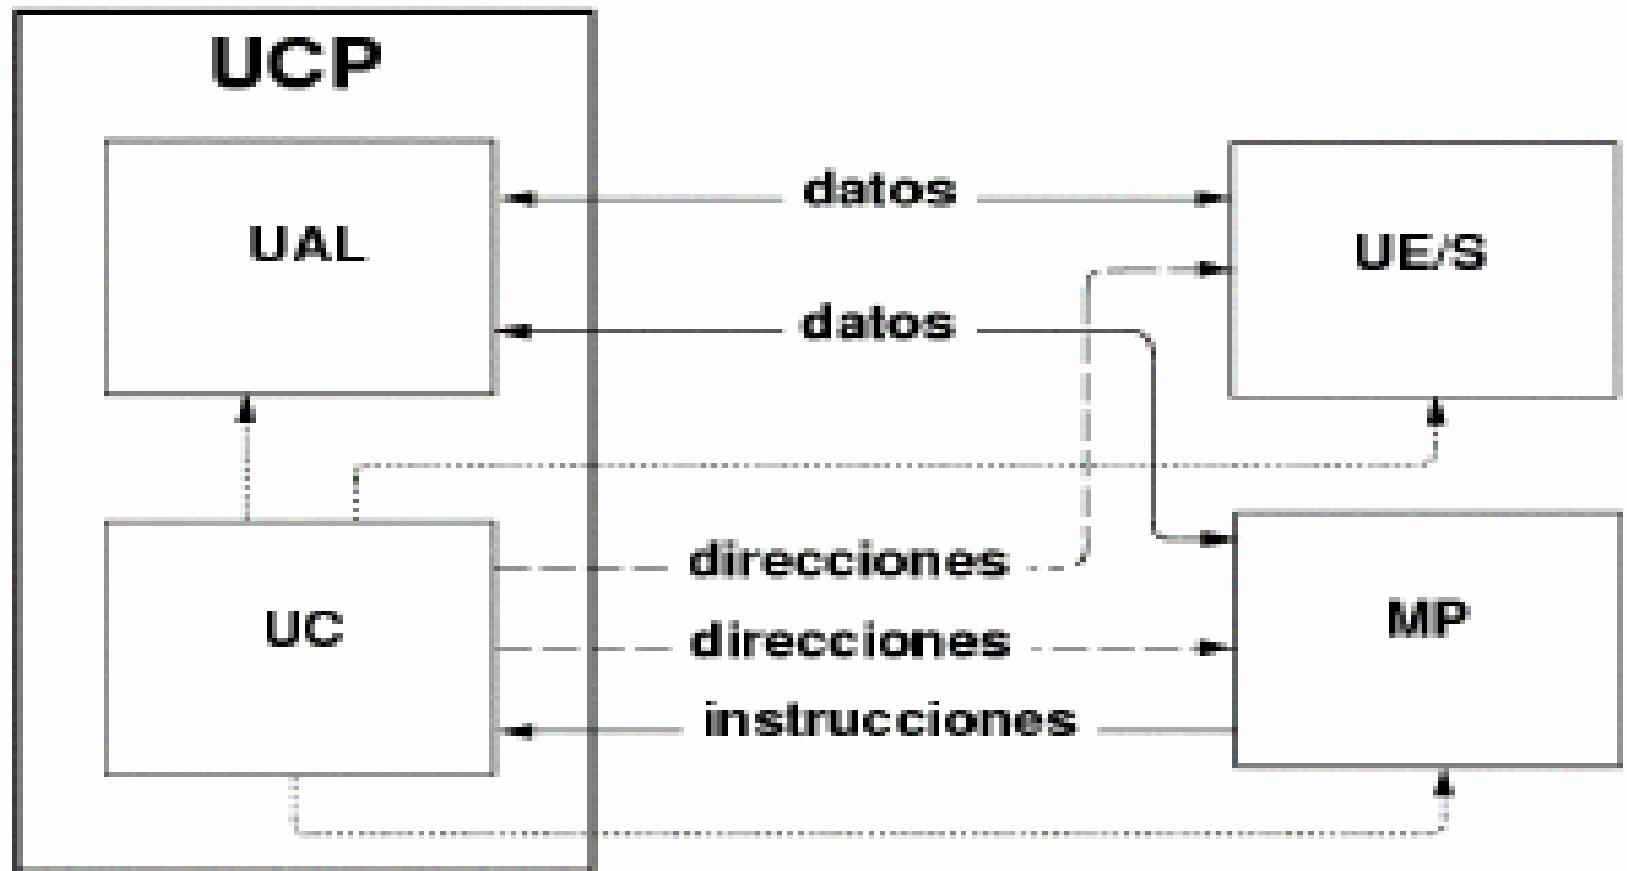 UCP
datos
UAL
UE/S
datos
direcciones
UC
MP
direcciones
instrucciones